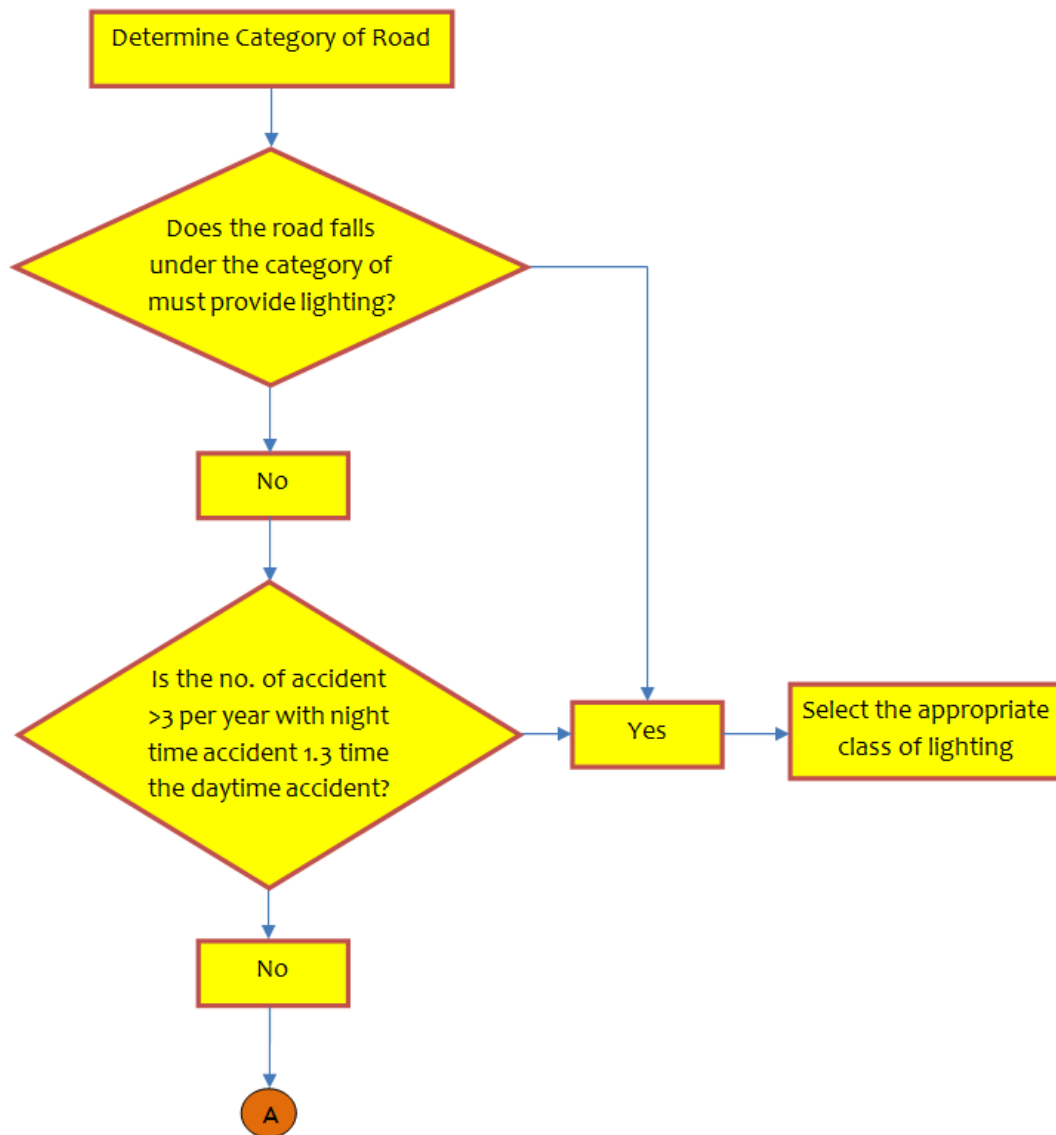 Determine Category of Road
Does the road falls
under the category of
must provide lighting?
No
Is the no. of accident
>3 per year with night
time accident 1.3 time
the daytime accident?
Yes
Select the appropriate
class of lighting
No
A